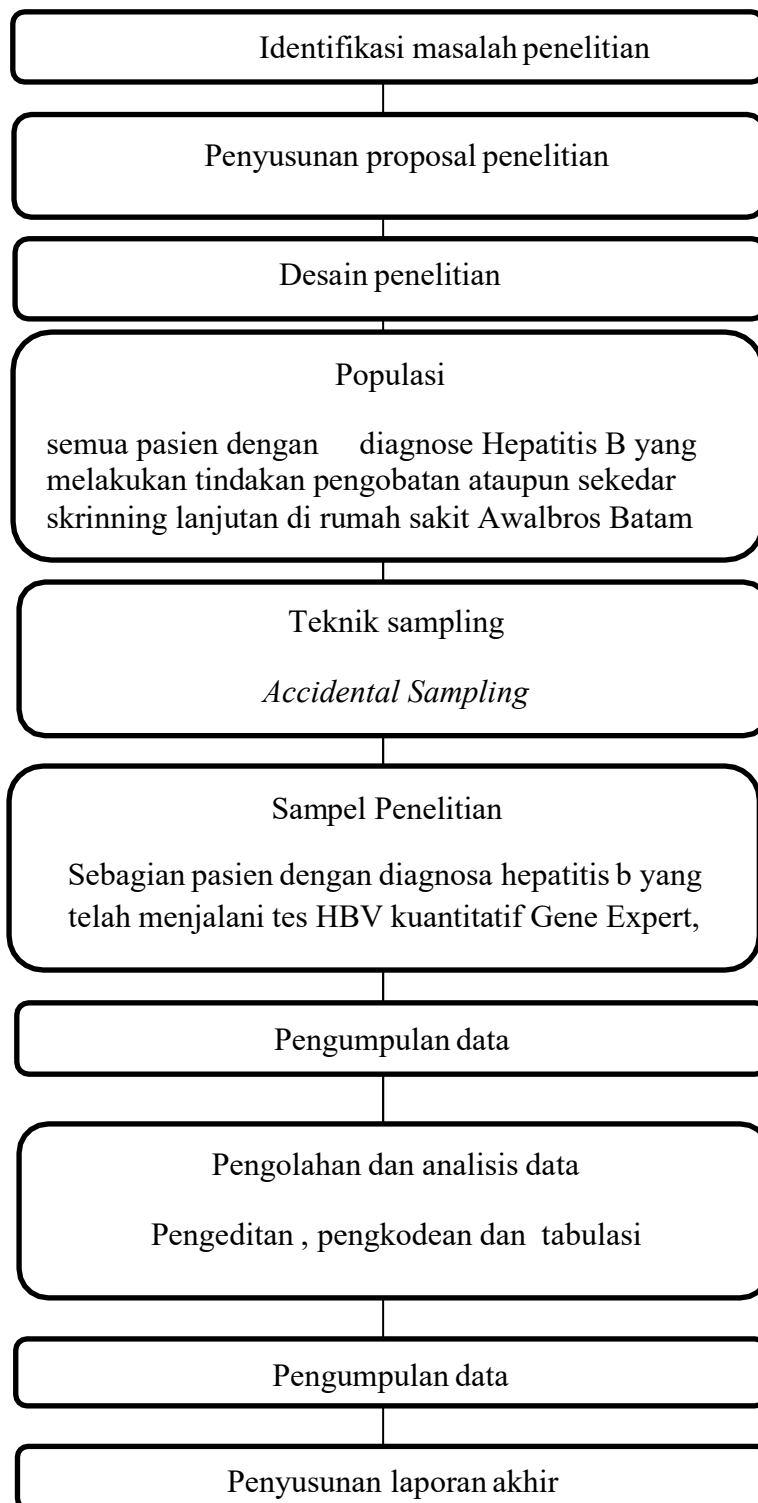 Identifikasi masalah penelitian
Penyusunan proposal penelitian
Desain penelitian
Populasi
semua pasien dengan diagnose Hepatitis B yang
melakukan tindakan pengobatan ataupun sekedar
skrinning lanjutan di rumah sakit Awalbros Batam
Teknik sampling
Accidental Sampling
Sampel Penelitian
Sebagian pasien dengan diagnosa hepatitis b yang
telah menjalani tes HBV kuantitatif Gene Expert,
Pengumpulan data
Pengolahan dan analisis data
Pengeditan , pengkodean dan tabulasi
Pengumpulan data
Penyusunan laporan akhir